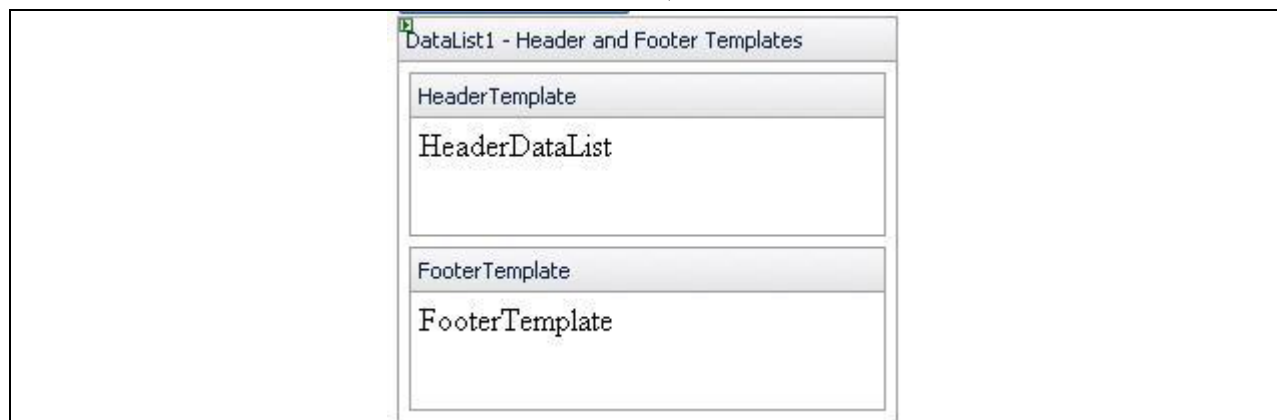 DataList1 - Header and Footer Templates
HeaderTemplate
HeaderDataList
FooterTemplate
FooterTemplate